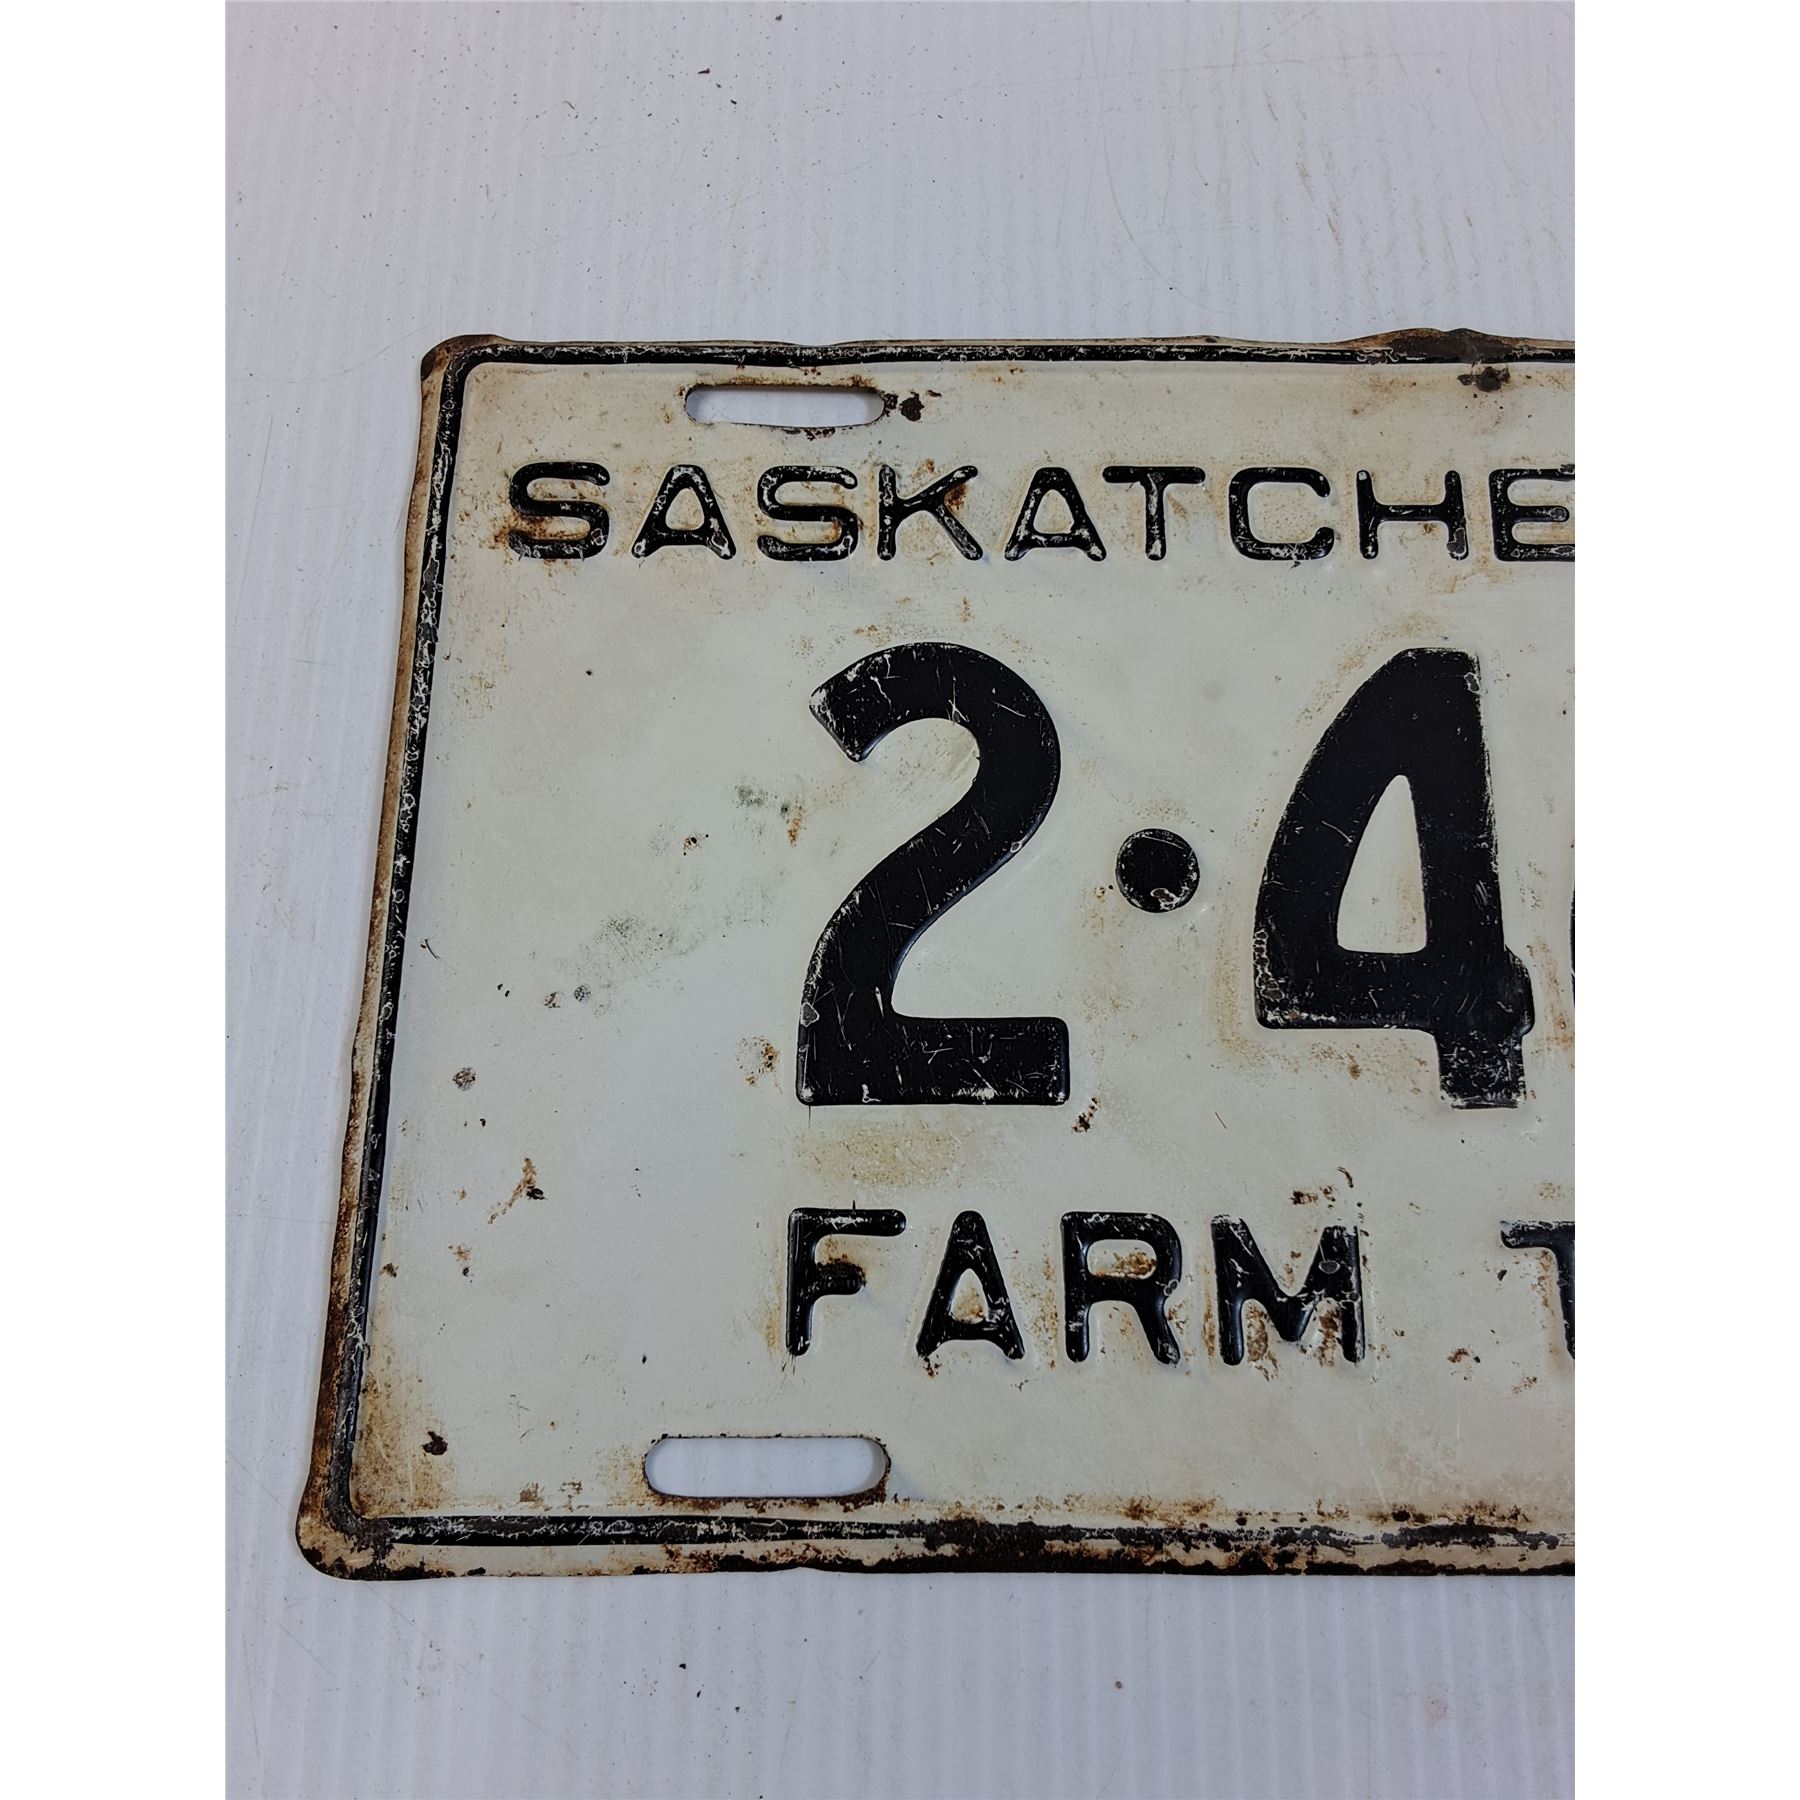 SASKATCHE
2·4
FARM T